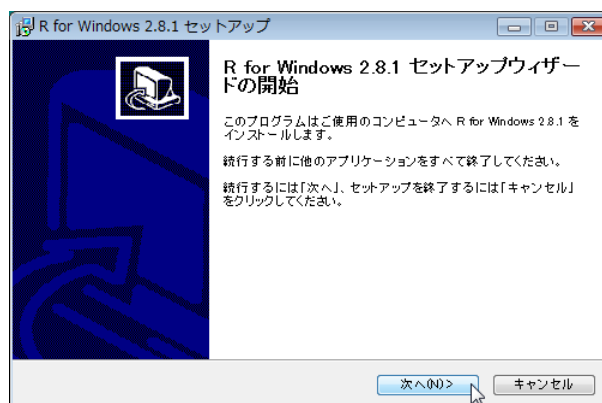 R for Windows 2.8.1 セットアップ
R for Windows 2.8.1 セットアップウィザー
ドの開始
このプログラムはご使用のコンピュータへ R for Windows 2.8.1 を
インストールします。
続行する前に他のアプリケーションをすべて終了してください。
続行するには「次へ」、セットアップを終了するには「キャンセル」
をクリックしてください。
次へ(N)>
キャンセル